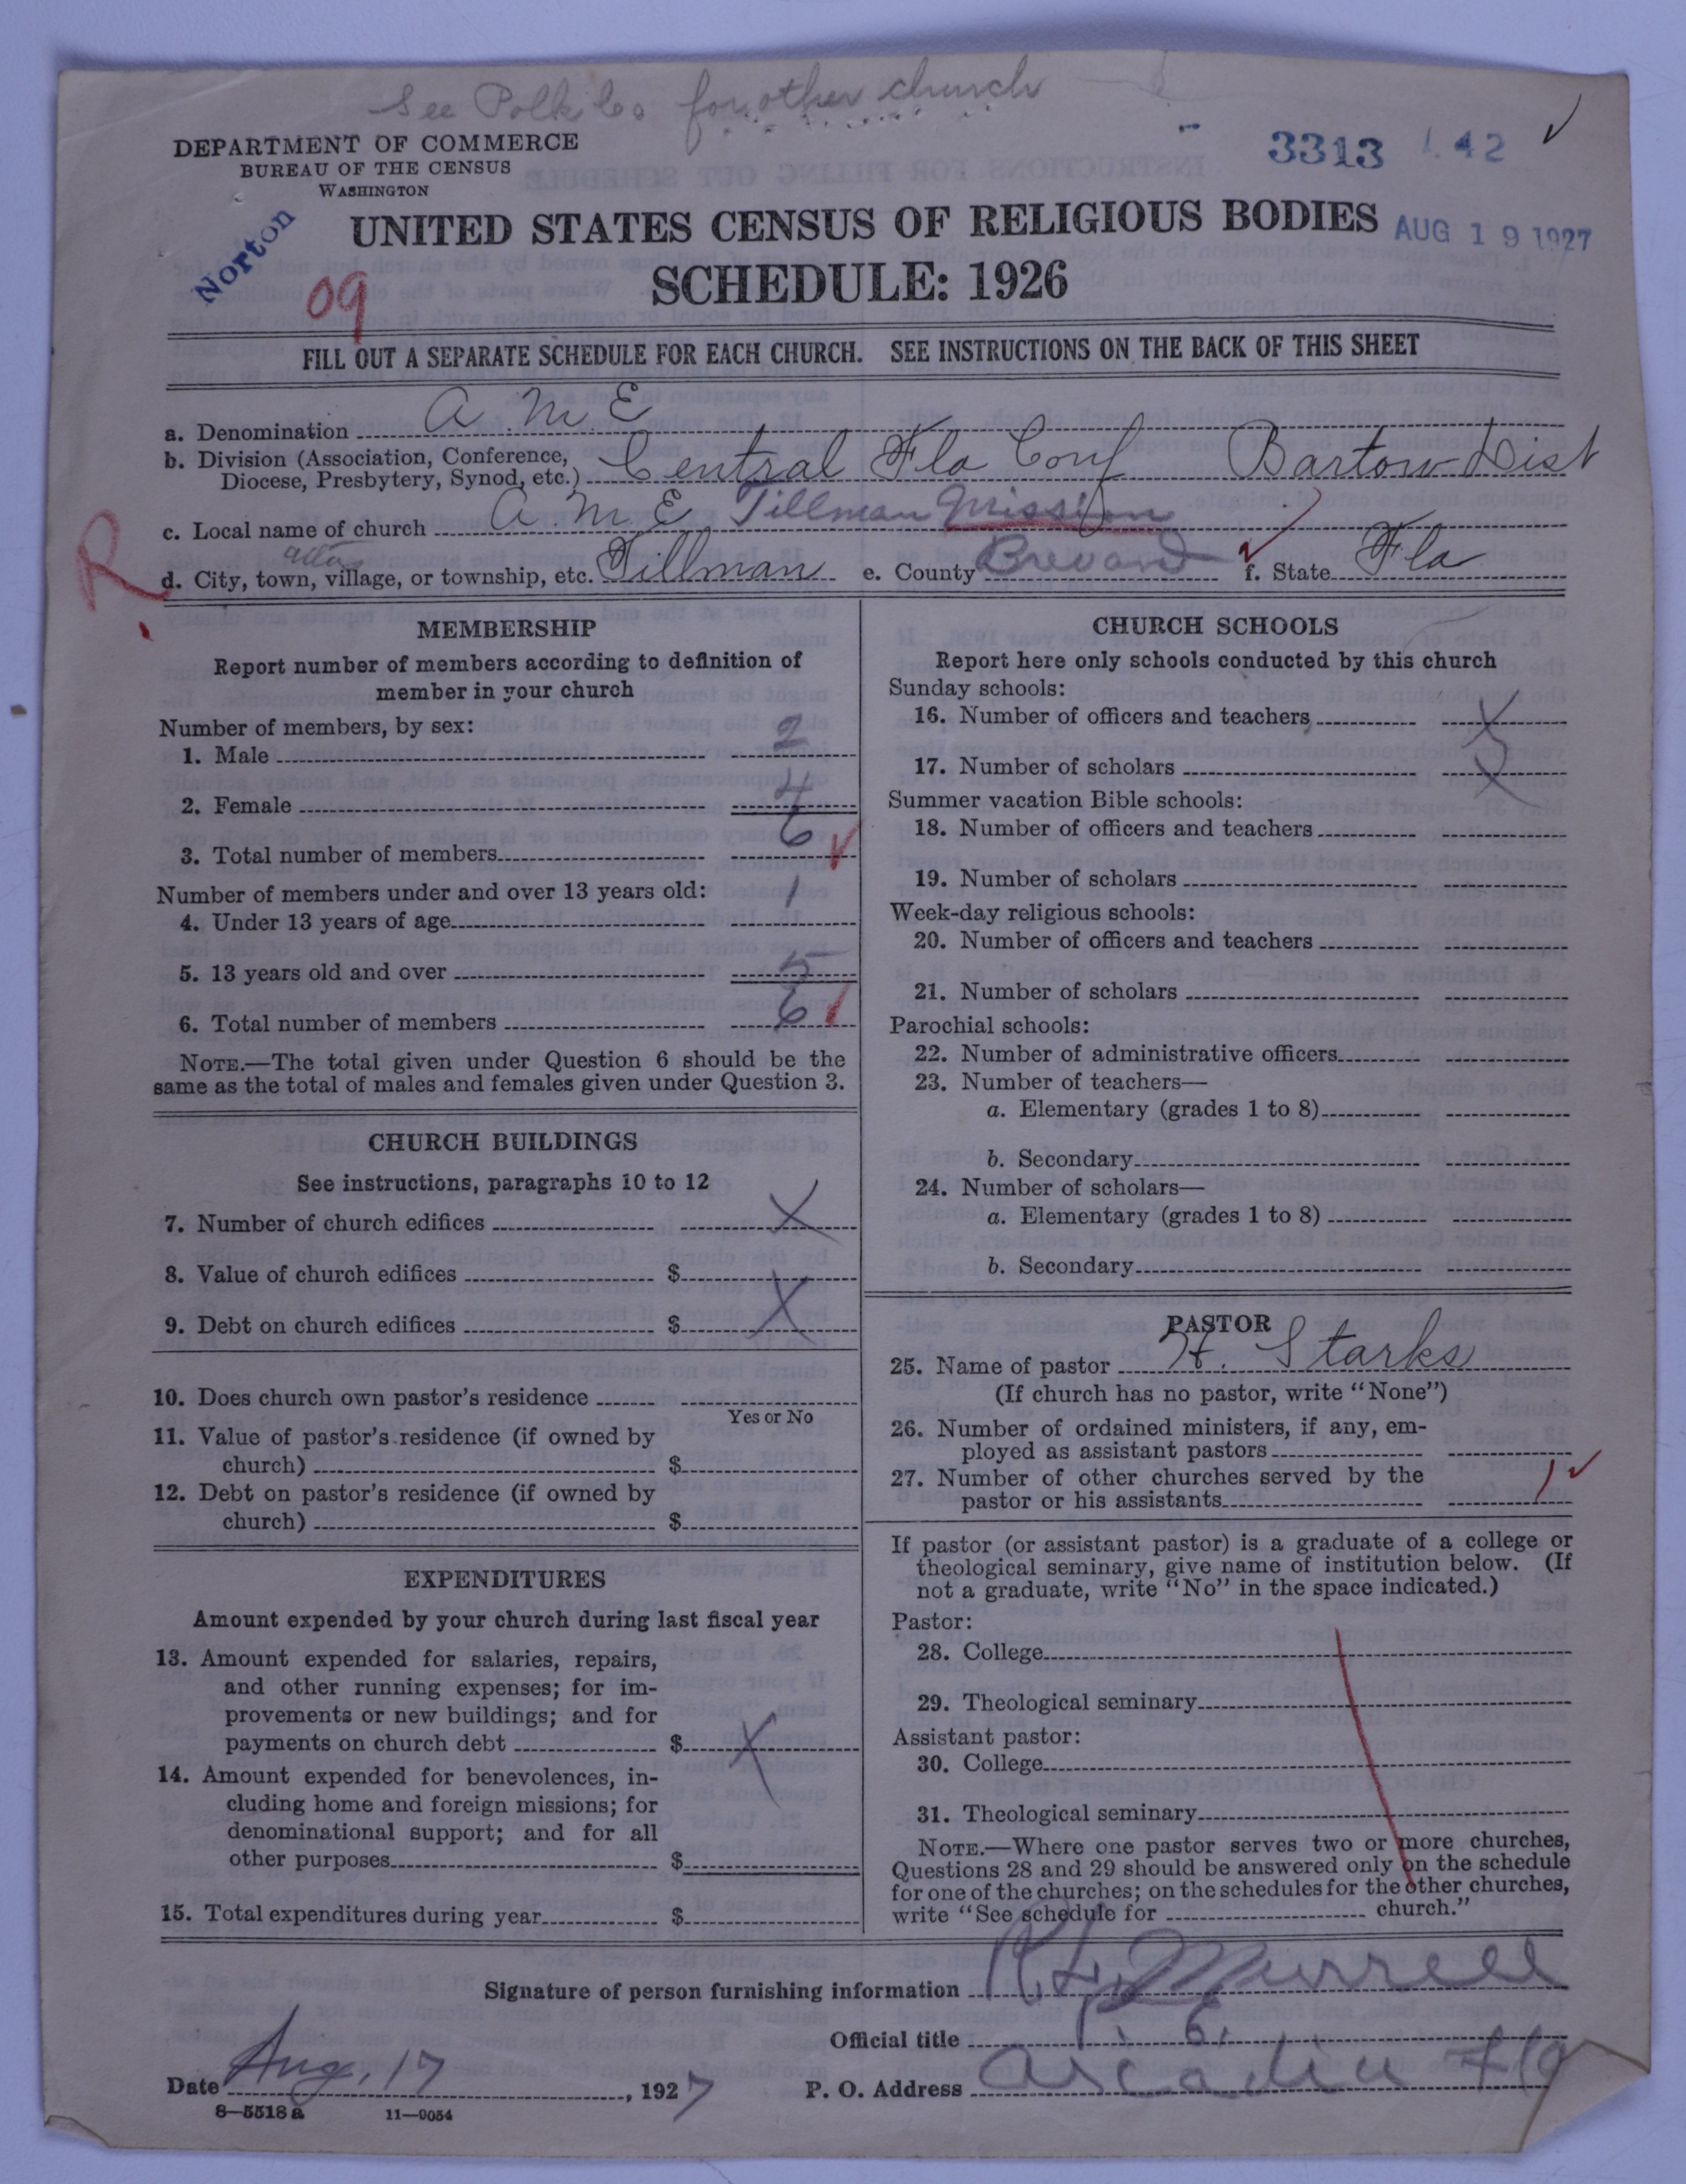 See Polk Co for other church
DEPARTMENT OF COMMERCE
BUREAU OF THE CENSUS
WASHINGTON
3313 142
Norton
UNITED STATES CENSUS OF RELIGIOUS BODIES
AUG 19 1927
09
SCHEDULE: 1926
FILL OUT A SEPARATE SCHEDULE FOR EACH CHURCH. SEE INSTRUCTIONS ON THE BACK OF THIS SHEET
a. Denomination A. M. E
b. Division (Association, Conference, Diocese, Presbytery, Synod, etc.) Central Fla Conf Bartow Dist
c. Local name of church A. M. E. Tillman Mission
R
d. City, town, village, or township, etc. Tillman e. County Brevard f. State Fla
MEMBERSHIP
Report number of members according to definition of
member in your church
Number of members, by sex:
1. Male 2
2. Female 4
3. Total number of members 6
Number of members under and over 13 years old:
4. Under 13 years of age 1
5. 13 years old and over 5
6. Total number of members 6
NOTE.—The total given under Question 6 should be the
same as the total of males and females given under Question 3.
CHURCH BUILDINGS
See instructions, paragraphs 10 to 12
7. Number of church edifices X
8. Value of church edifices $
9. Debt on church edifices $ X
10. Does church own pastor's residence
Yes or No
11. Value of pastor's residence (if owned by
church) $
12. Debt on pastor's residence (if owned by
church) $
EXPENDITURES
Amount expended by your church during last fiscal year
13. Amount expended for salaries, repairs,
and other running expenses; for im-
provements or new buildings; and for
payments on church debt $ X
14. Amount expended for benevolences, in-
cluding home and foreign missions; for
denominational support; and for all
other purposes $
15. Total expenditures during year $
CHURCH SCHOOLS
Report here only schools conducted by this church
Sunday schools:
16. Number of officers and teachers X
17. Number of scholars X
Summer vacation Bible schools:
18. Number of officers and teachers
19. Number of scholars
Week-day religious schools:
20. Number of officers and teachers
21. Number of scholars
Parochial schools:
22. Number of administrative officers
23. Number of teachers—
a. Elementary (grades 1 to 8)
b. Secondary
24. Number of scholars—
a. Elementary (grades 1 to 8)
b. Secondary
PASTOR
25. Name of pastor H. Starks
(If church has no pastor, write "None")
26. Number of ordained ministers, if any, em-
ployed as assistant pastors
27. Number of other churches served by the
pastor or his assistants 1
If pastor (or assistant pastor) is a graduate of a college or
theological seminary, give name of institution below. (If
not a graduate, write "No" in the space indicated.)
Pastor:
28. College
29. Theological seminary
Assistant pastor:
30. College
31. Theological seminary
NOTE.—Where one pastor serves two or more churches,
Questions 28 and 29 should be answered only on the schedule
for one of the churches; on the schedules for the other churches,
write "See schedule for church."
Signature of person furnishing information K. H. Murrell
Official title P. E.
Date Aug. 17, 1927 P. O. Address Arcadia Fla
8—5518 a 11—9054